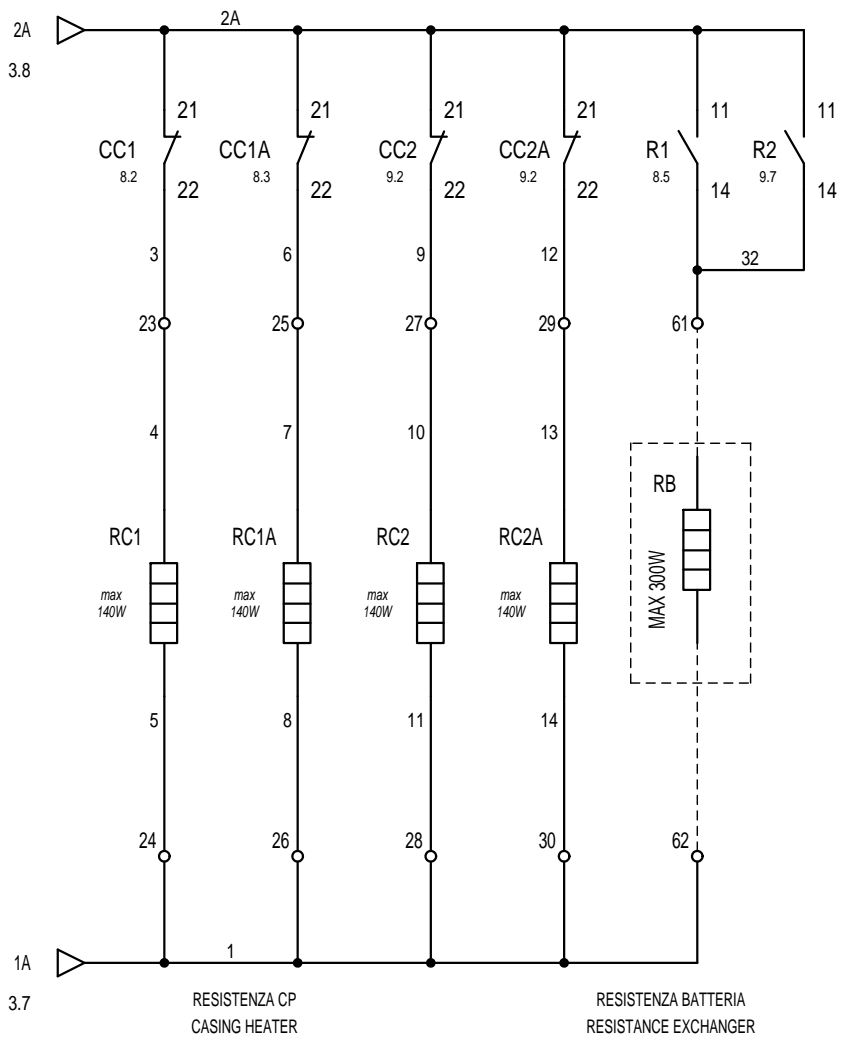 2A
2A
3.8
21
21
21
21
11
11
CC1
CC1A
CC2
CC2A
R1
R2
8.2
8.3
9.2
9.2
8.5
9.7
22
22
22
22
14
14
3
6
9
12
32
23
25
27
29
61
4
7
10
13
RB
MAX 300W
RC1
RC1A
RC2
RC2A
max
140W
max
140W
max
140W
max
140W
5
8
11
14
24
26
28
30
62
1
1A
3.7
RESISTENZA CP
CASING HEATER
RESISTENZA BATTERIA
RESISTANCE EXCHANGER